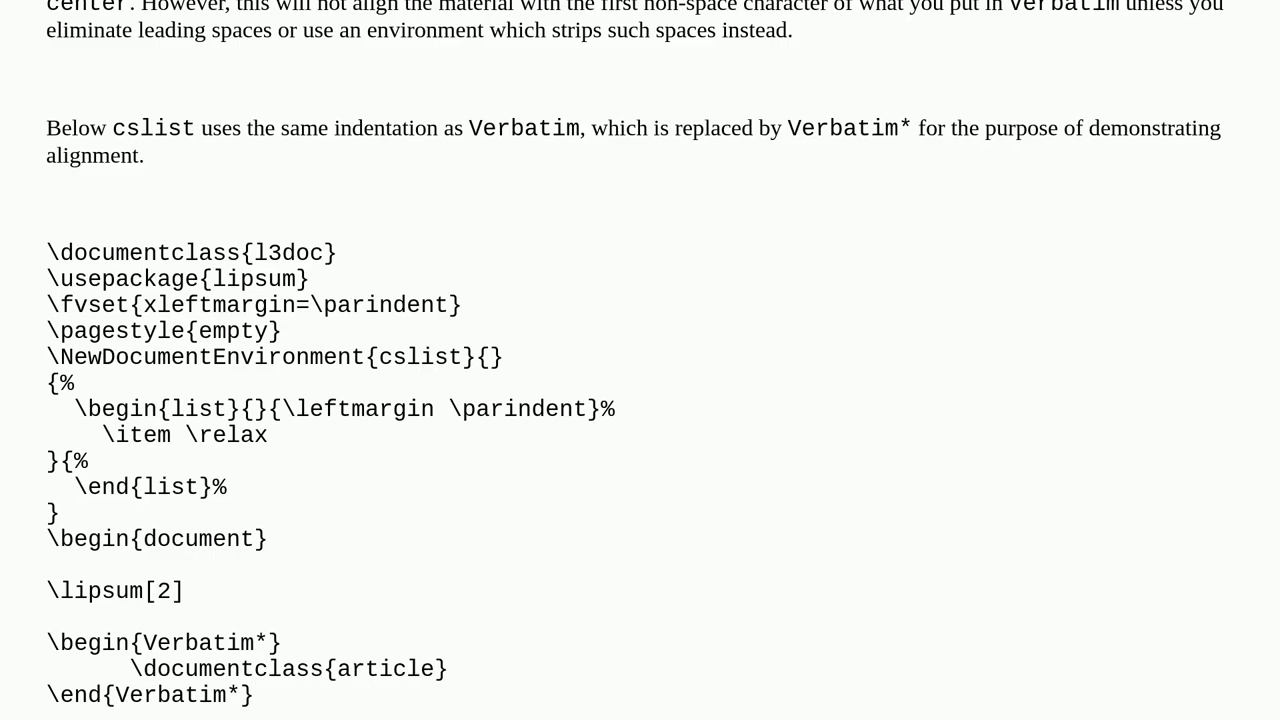 center. However, this will not align the material with the first non-space character of what you put in Verbatim unless you
eliminate leading spaces or use an environment which strips such spaces instead.
Below cslist uses the same indentation as Verbatim, which is replaced by Verbatim* for the purpose of demonstrating
alignment.
\documentclass{l3doc}
\usepackage{lipsum}
\fvset{xleftmargin=\parindent}
\pagestyle{empty}
\NewDocumentEnvironment{cslist}{}
{%
  \begin{list}{}{\leftmargin \parindent}%
    \item \relax
}{%
  \end{list}%
}
\begin{document}
\lipsum[2]
\begin{Verbatim*}
      \documentclass{article}
\end{Verbatim*}